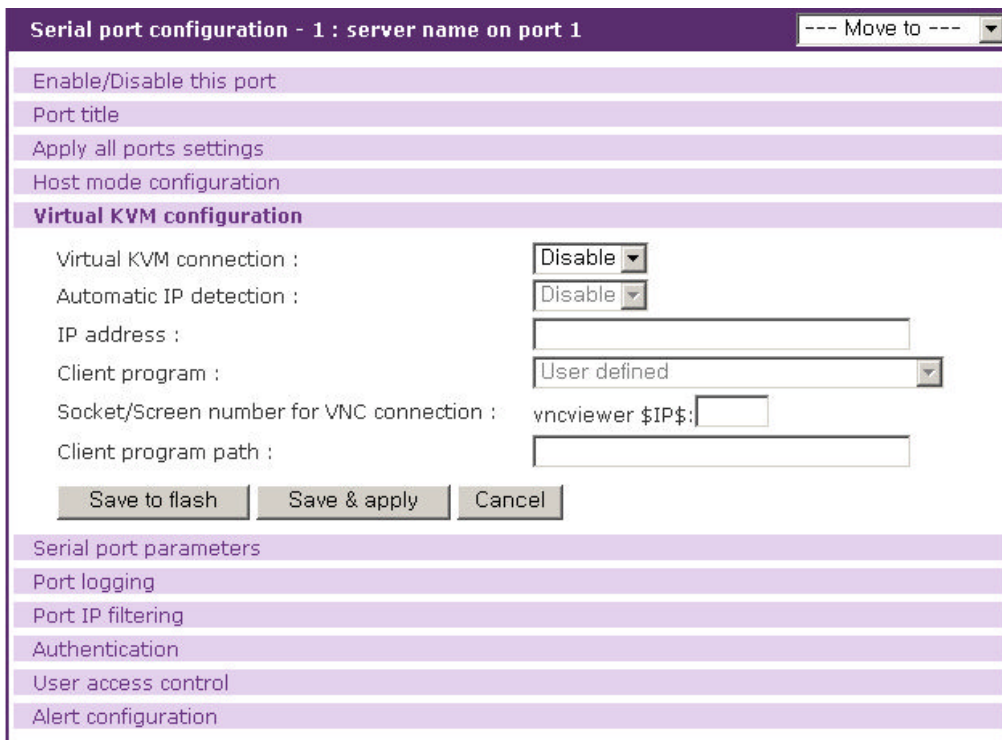 Serial port configuration - 1 : server name on port 1 --- Move to ---
Enable/Disable this port
Port title
Apply all ports settings
Host mode configuration
Virtual KVM configuration
Virtual KVM connection : Disable
Automatic IP detection : Disable
IP address :
Client program : User defined
Socket/Screen number for VNC connection : vncviewer $IP$:
Client program path :
Save to flash Save & apply Cancel
Serial port parameters
Port logging
Port IP filtering
Authentication
User access control
Alert configuration